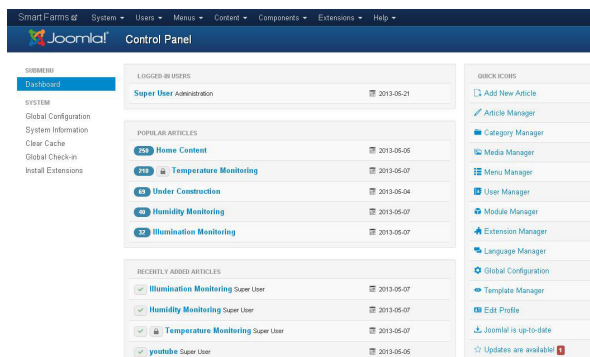 Smart Farms System Users Menus Content Components Extensions Help
Joomla! Control Panel
SUBMENU
Dashboard
SYSTEM
Global Configuration
System Information
Clear Cache
Global Check-in
Install Extensions
LOGGED-IN USERS
Super User Administration 2013-05-21
POPULAR ARTICLES
250 Home Content 2013-05-05
218 Temperature Monitoring 2013-05-07
69 Under Construction 2013-05-04
40 Humidity Monitoring 2013-05-07
32 Illumination Monitoring 2013-05-07
RECENTLY ADDED ARTICLES
Illumination Monitoring Super User 2013-05-07
Humidity Monitoring Super User 2013-05-07
Temperature Monitoring Super User 2013-05-07
youtube Super User 2013-05-05
QUICK ICONS
Add New Article
Article Manager
Category Manager
Media Manager
Menu Manager
User Manager
Module Manager
Extension Manager
Language Manager
Global Configuration
Template Manager
Edit Profile
Joomla is up-to-date
Updates are available! 1